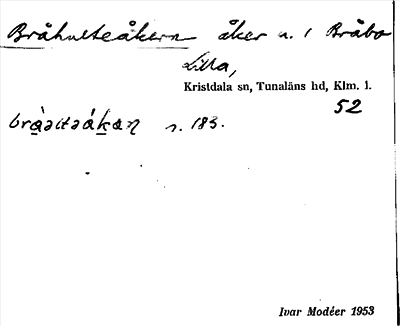 Bråhulteåkern åker n. 1 Bråbo
Lilla,
Kristdala sn, Tunaläns hd, Klm. l.
52
s. 183.
Ivar Modéer 1953